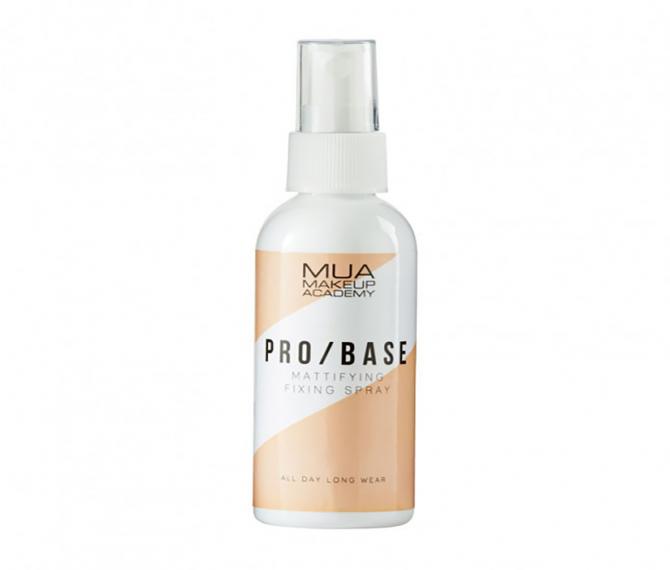 MUA
MAKEUP
ACADEMY
PRO/BASE
MATTIFYING
FIXING SPRAY
ALL DAY LONG WEAR